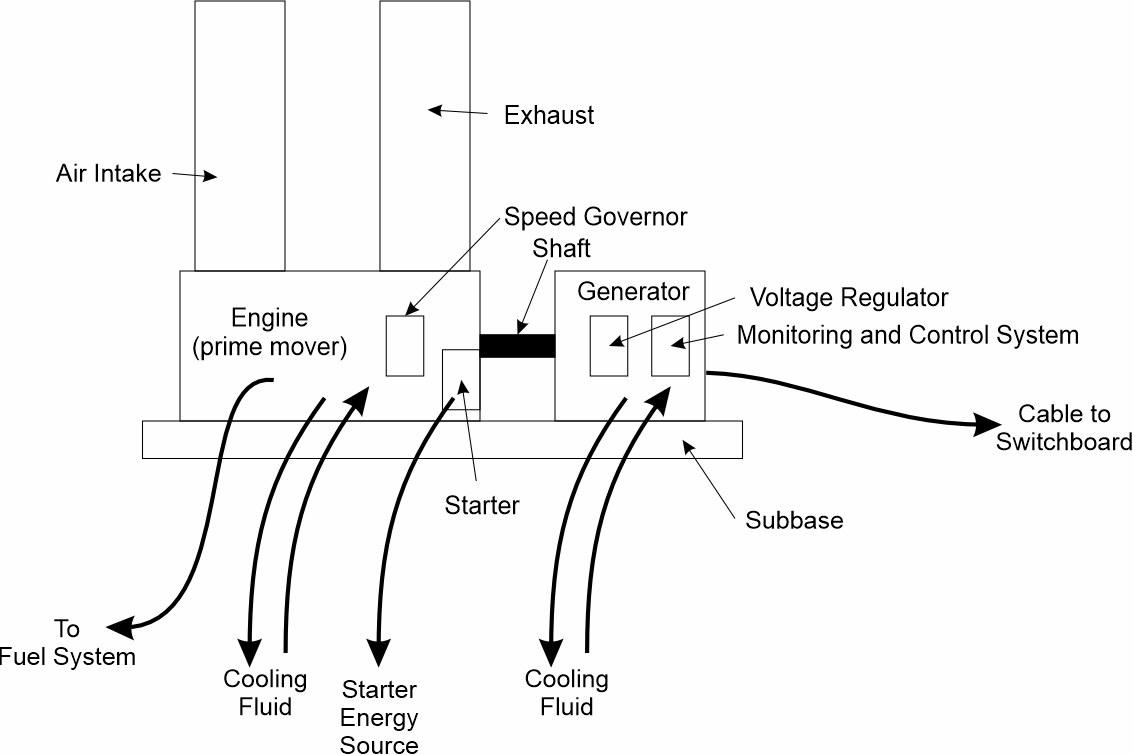 Exhaust
Air Intake
Speed Governor
Shaft
Generator
Voltage Regulator
Engine
(prime mover)
Monitoring and Control System
Cable to
Switchboard
Starter
Subbase
To
Fuel System
Cooling
Fluid
Starter
Energy
Source
Cooling
Fluid